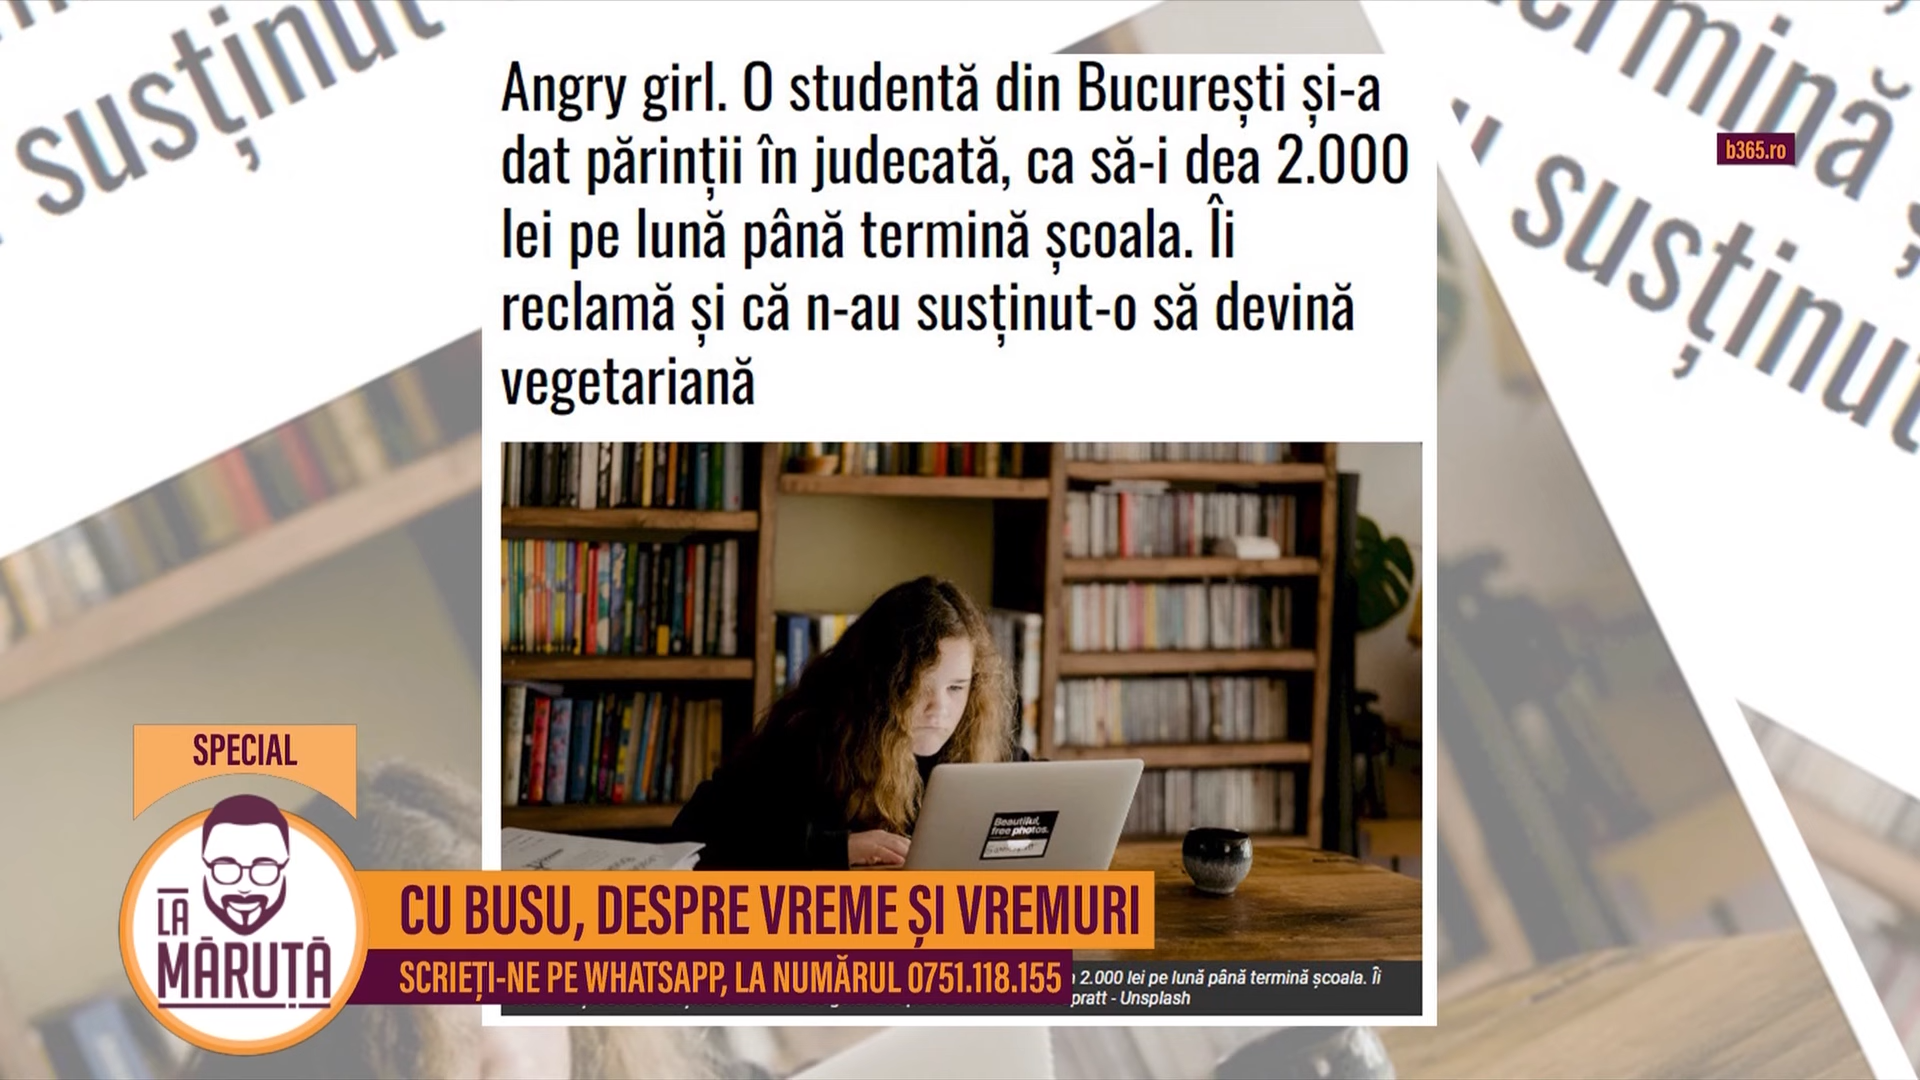 Angry girl. O studentă din București și-a
dat părinții în judecată, ca să-i dea 2.000
lei pe lună până termină școala. Îi
reclamă și că n-au susținut-o să devină
vegetariană
b365.ro
susținut
termină
susținut
Beautiful,
free photos.
SPECIAL
LA
MĂRUȚĂ
CU BUSU, DESPRE VREME ȘI VREMURI
SCRIEȚI-NE PE WHATSAPP, LA NUMĂRUL 0751.118.155
2.000 lei pe lună până termină școala. Îi
pratt - Unsplash